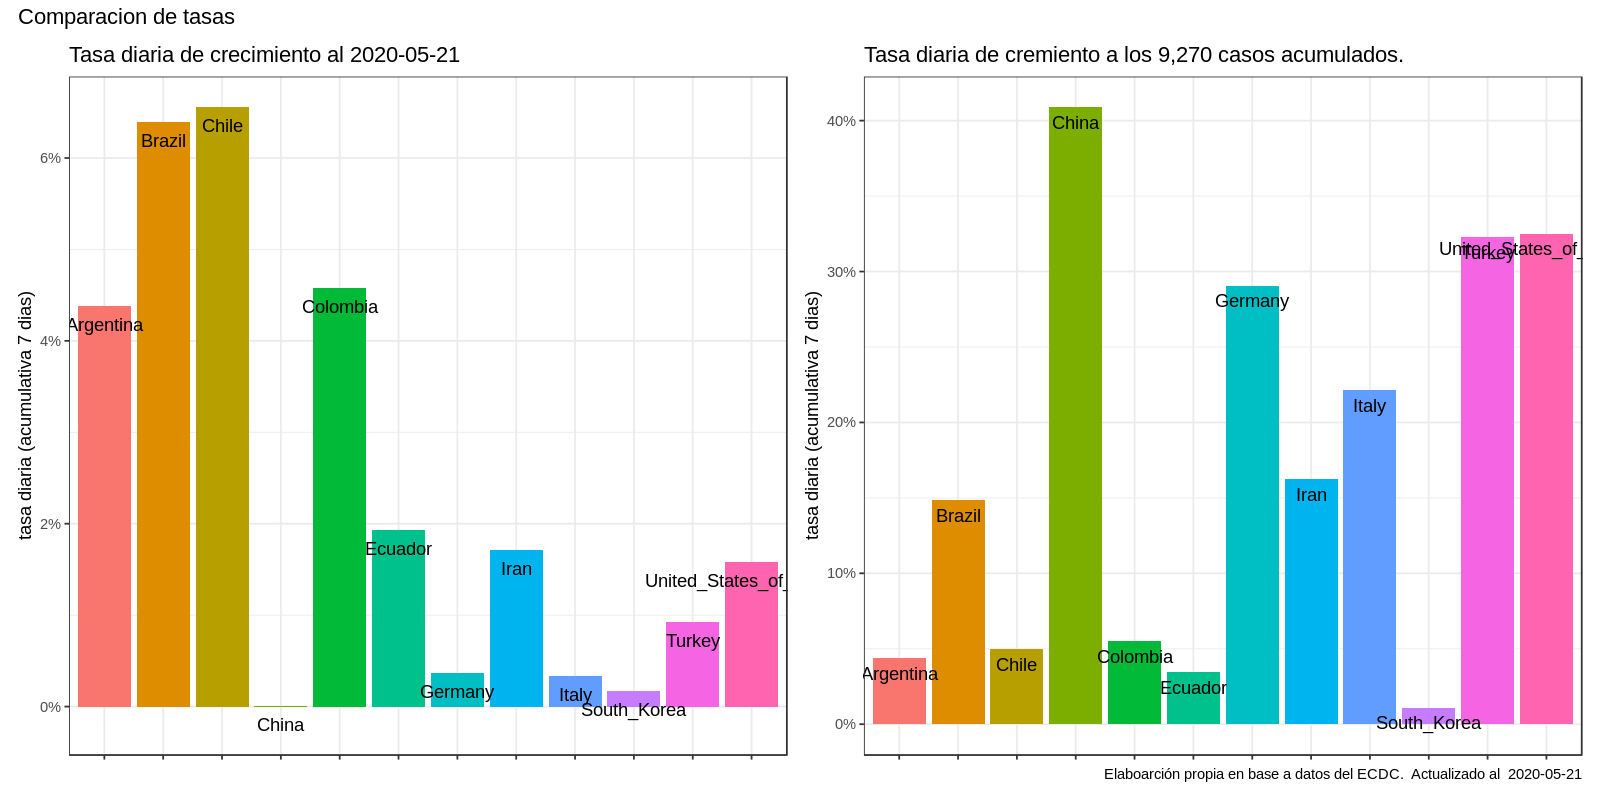 Comparacion de tasas
Tasa diaria de crecimiento al 2020-05-21
tasa diaria (acumulativa 7 dias)
6%
4%
2%
0%
Argentina
Brazil
Chile
China
Colombia
Ecuador
Germany
Iran
Italy
South_Korea
Turkey
United_States_of_
Tasa diaria de cremiento a los 9,270 casos acumulados.
tasa diaria (acumulativa 7 dias)
40%
30%
20%
10%
0%
Argentina
Brazil
Chile
China
Colombia
Ecuador
Germany
Iran
Italy
South_Korea
Turkey
United_States_of_
Elaboarción propia en base a datos del ECDC. Actualizado al 2020-05-21